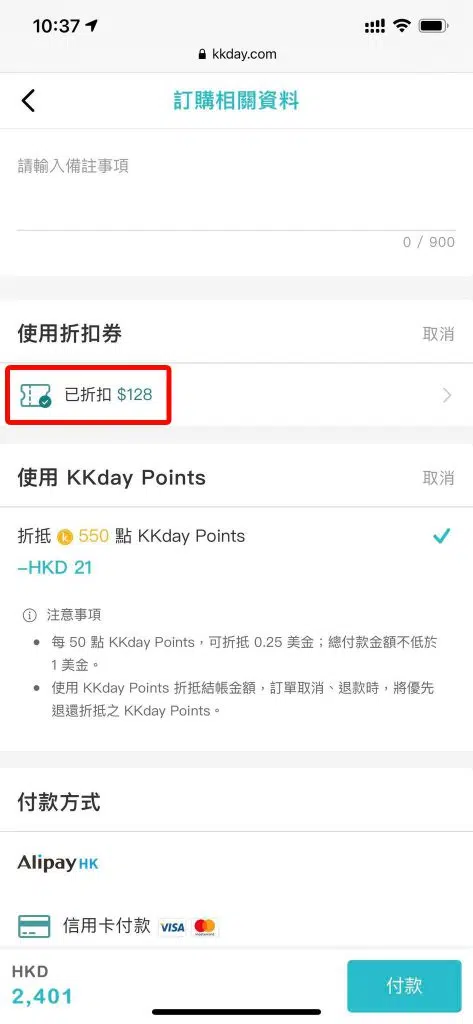 10:37
kkday.com
訂購相關資料
請輸入備註事項
0 / 900
使用折扣券
取消
已折扣 $128
使用 KKday Points
取消
折抵 550 點 KKday Points
-HKD 21
注意事項
每 50 點 KKday Points，可折抵 0.25 美金；總付款金額不低於
1 美金。
使用 KKday Points 折抵結帳金額，訂單取消、退款時，將優先
退還折抵之 KKday Points。
付款方式
Alipay HK
信用卡付款 VISA mastercard
HKD
2,401
付款